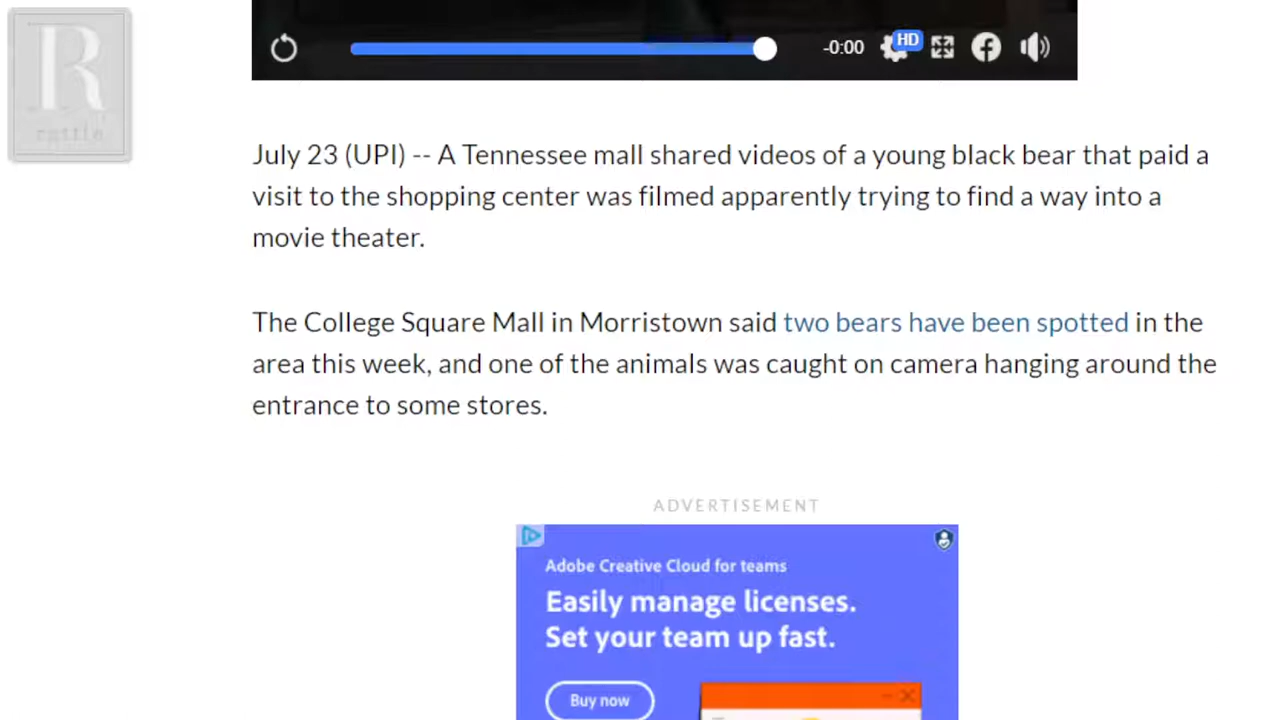 R
rattle
-0:00
HD
July 23 (UPI) -- A Tennessee mall shared videos of a young black bear that paid a
visit to the shopping center was filmed apparently trying to find a way into a
movie theater.
The College Square Mall in Morristown said two bears have been spotted in the
area this week, and one of the animals was caught on camera hanging around the
entrance to some stores.
ADVERTISEMENT
Adobe Creative Cloud for teams
Easily manage licenses.
Set your team up fast.
Buy now